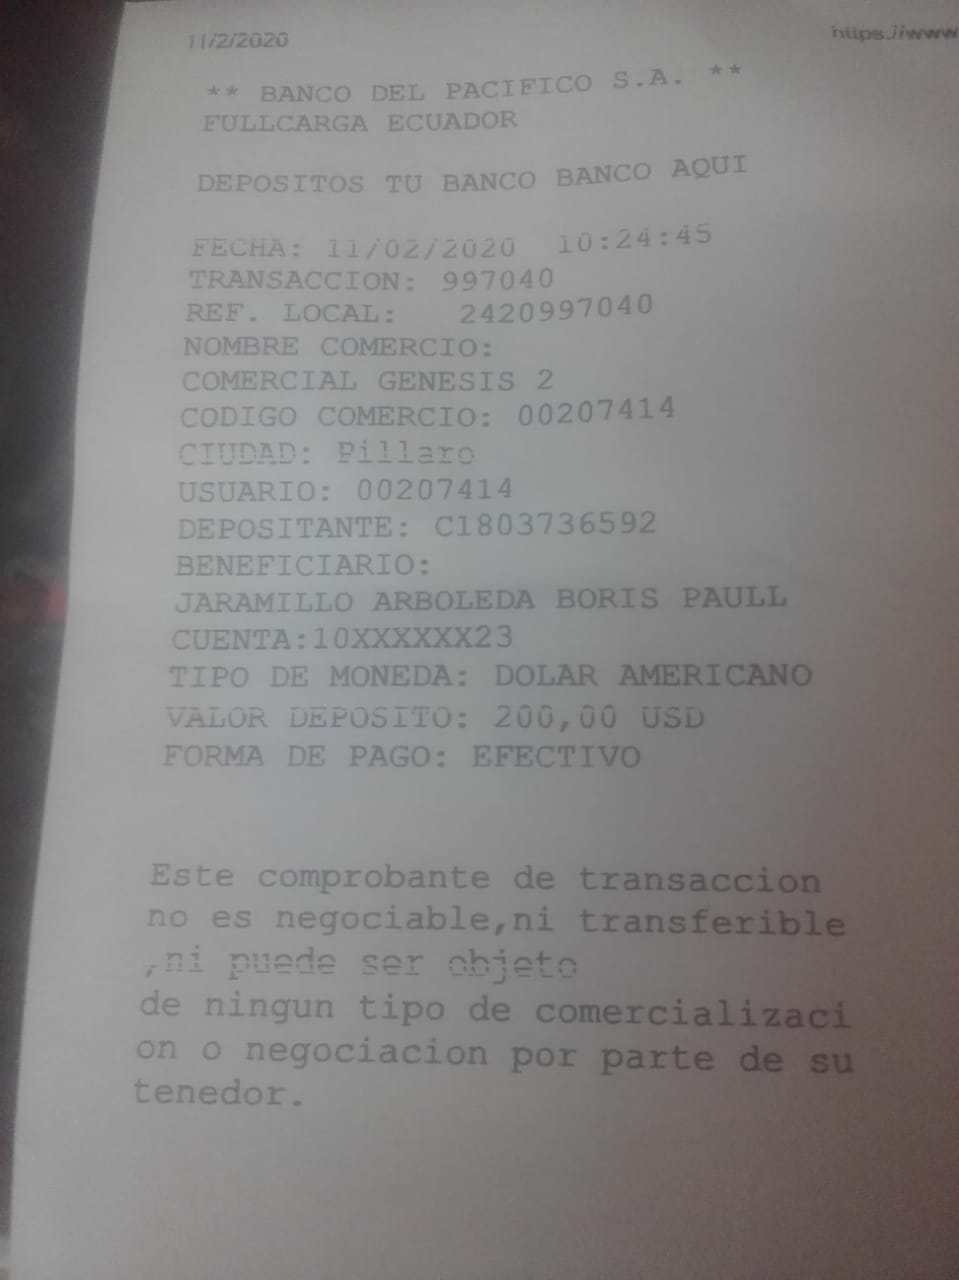 11/2/2020 https://www
** BANCO DEL PACIFICO S.A. **
FULLCARGA ECUADOR
DEPOSITOS TU BANCO BANCO AQUI
FECHA: 11/02/2020 10:24:45
TRANSACCION: 997040
REF. LOCAL: 2420997040
NOMBRE COMERCIO:
COMERCIAL GENESIS 2
CODIGO COMERCIO: 00207414
CIUDAD: Pillaro
USUARIO: 00207414
DEPOSITANTE: C1803736592
BENEFICIARIO:
JARAMILLO ARBOLEDA BORIS PAULL
CUENTA:10XXXXXX23
TIPO DE MONEDA: DOLAR AMERICANO
VALOR DEPOSITO: 200,00 USD
FORMA DE PAGO: EFECTIVO
Este comprobante de transaccion
no es negociable,ni transferible
,ni puede ser objeto
de ningun tipo de comercializaci
on o negociacion por parte de su
tenedor.